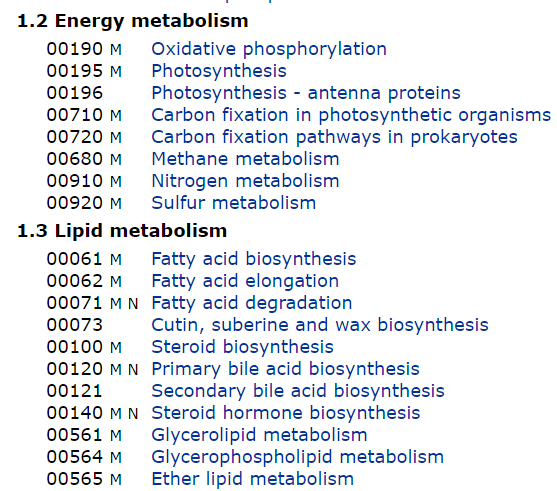 1.2 Energy metabolism
00190 M Oxidative phosphorylation
00195 M Photosynthesis
00196 Photosynthesis - antenna proteins
00710 M Carbon fixation in photosynthetic organisms
00720 M Carbon fixation pathways in prokaryotes
00680 M Methane metabolism
00910 M Nitrogen metabolism
00920 M Sulfur metabolism
1.3 Lipid metabolism
00061 M Fatty acid biosynthesis
00062 M Fatty acid elongation
00071 M N Fatty acid degradation
00073 Cutin, suberine and wax biosynthesis
00100 M Steroid biosynthesis
00120 M N Primary bile acid biosynthesis
00121 Secondary bile acid biosynthesis
00140 M N Steroid hormone biosynthesis
00561 M Glycerolipid metabolism
00564 M Glycerophospholipid metabolism
00565 M Ether lipid metabolism